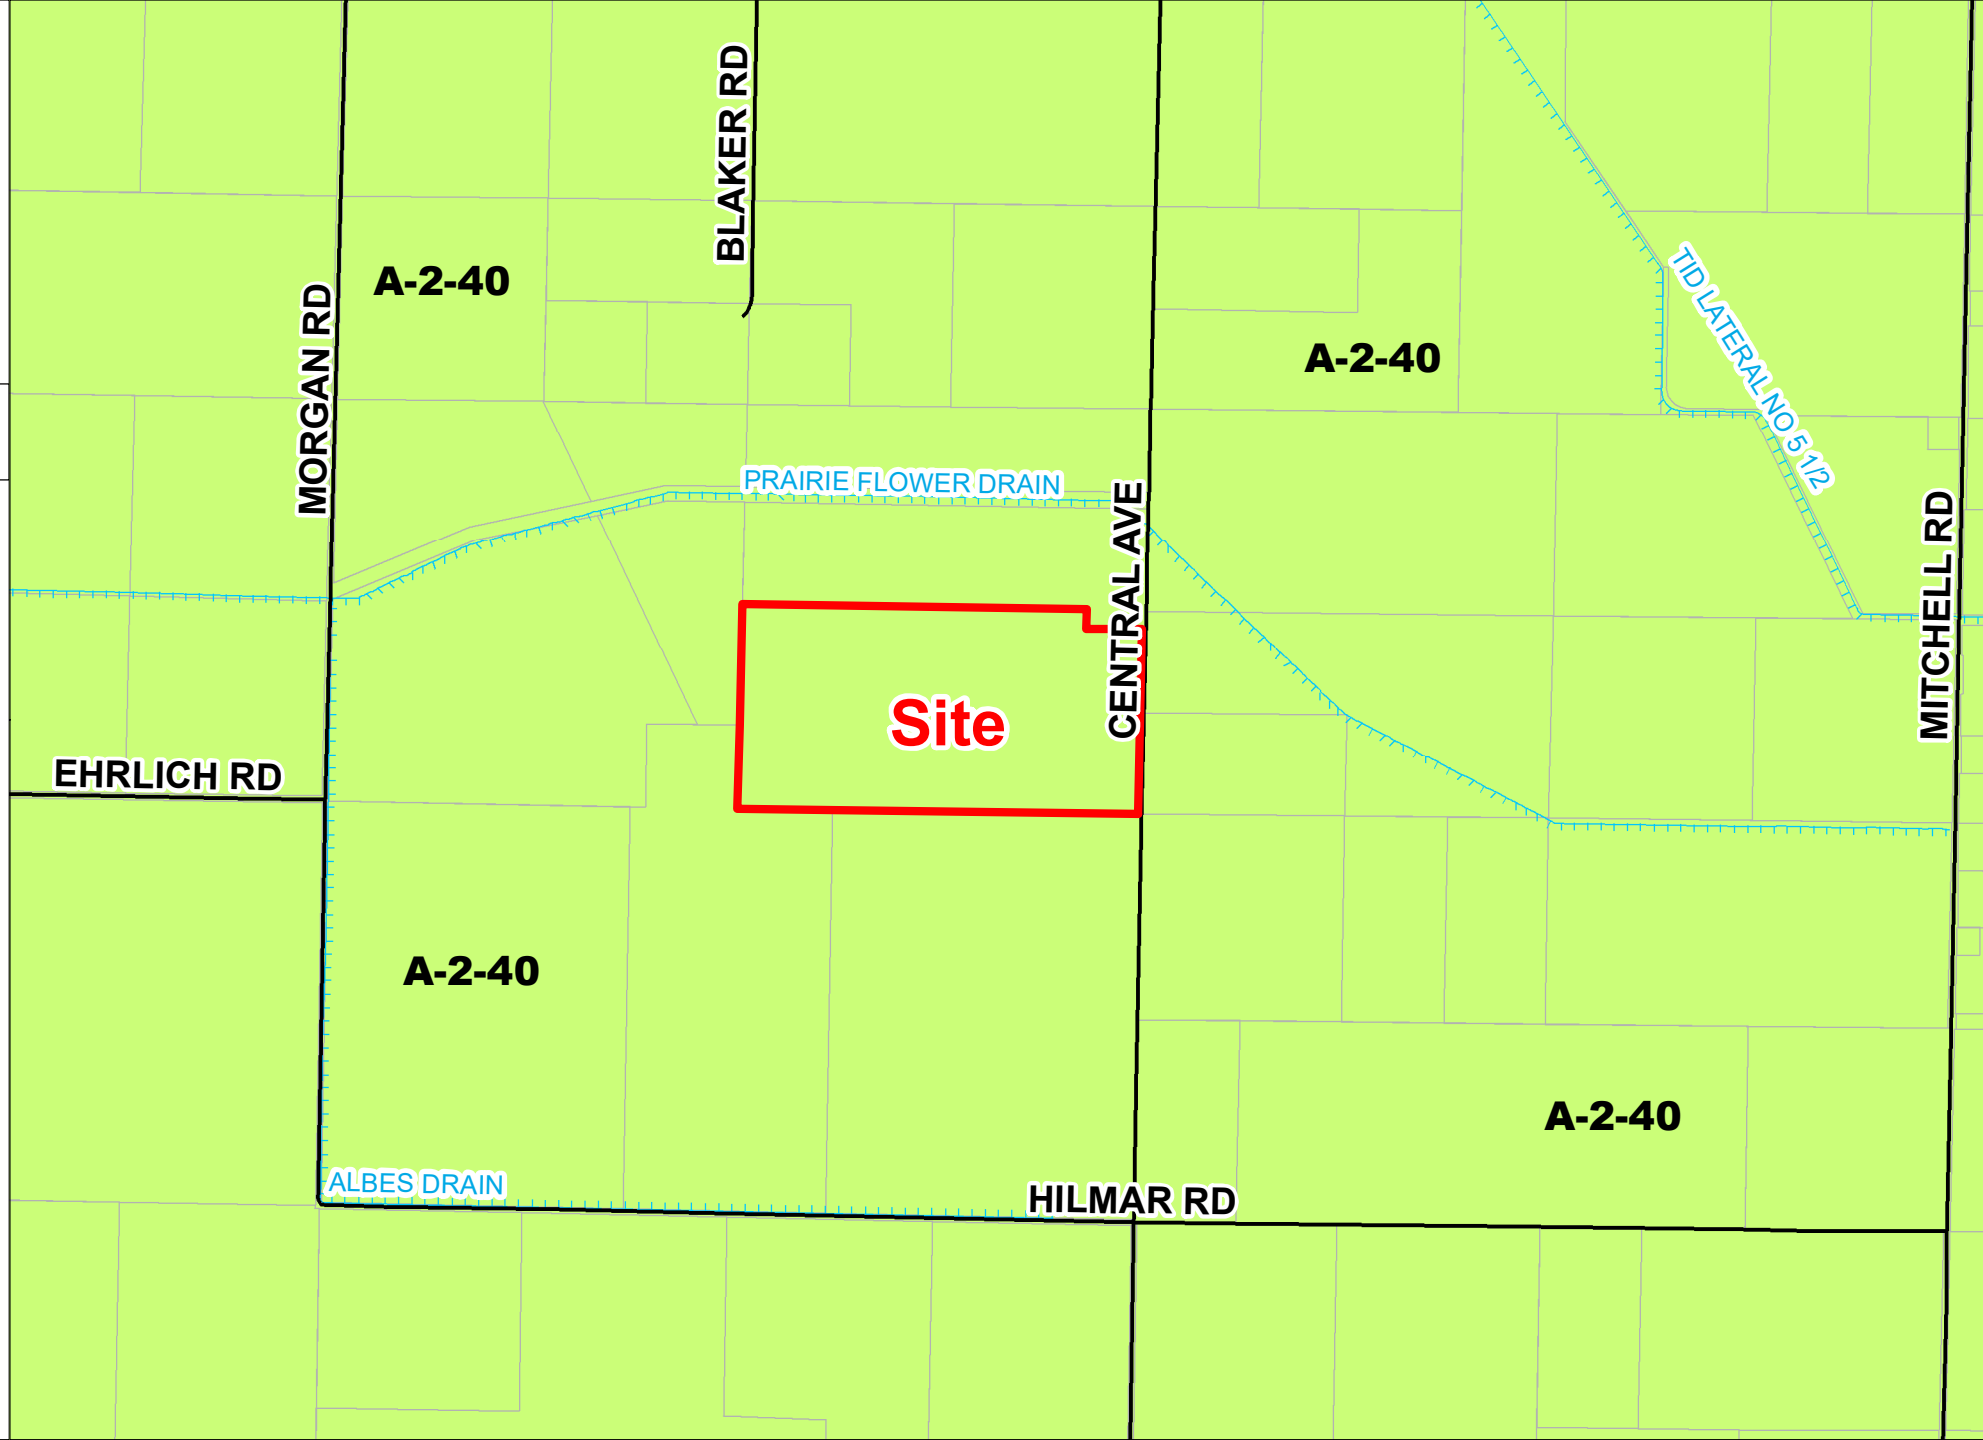 BLAKER RD
A-2-40
MORGAN RD
TID LATERAL NO 5 1/2
A-2-40
PRAIRIE FLOWER DRAIN
CENTRAL AVE
MITCHELL RD
Site
EHRLICH RD
A-2-40
A-2-40
ALBES DRAIN
HILMAR RD